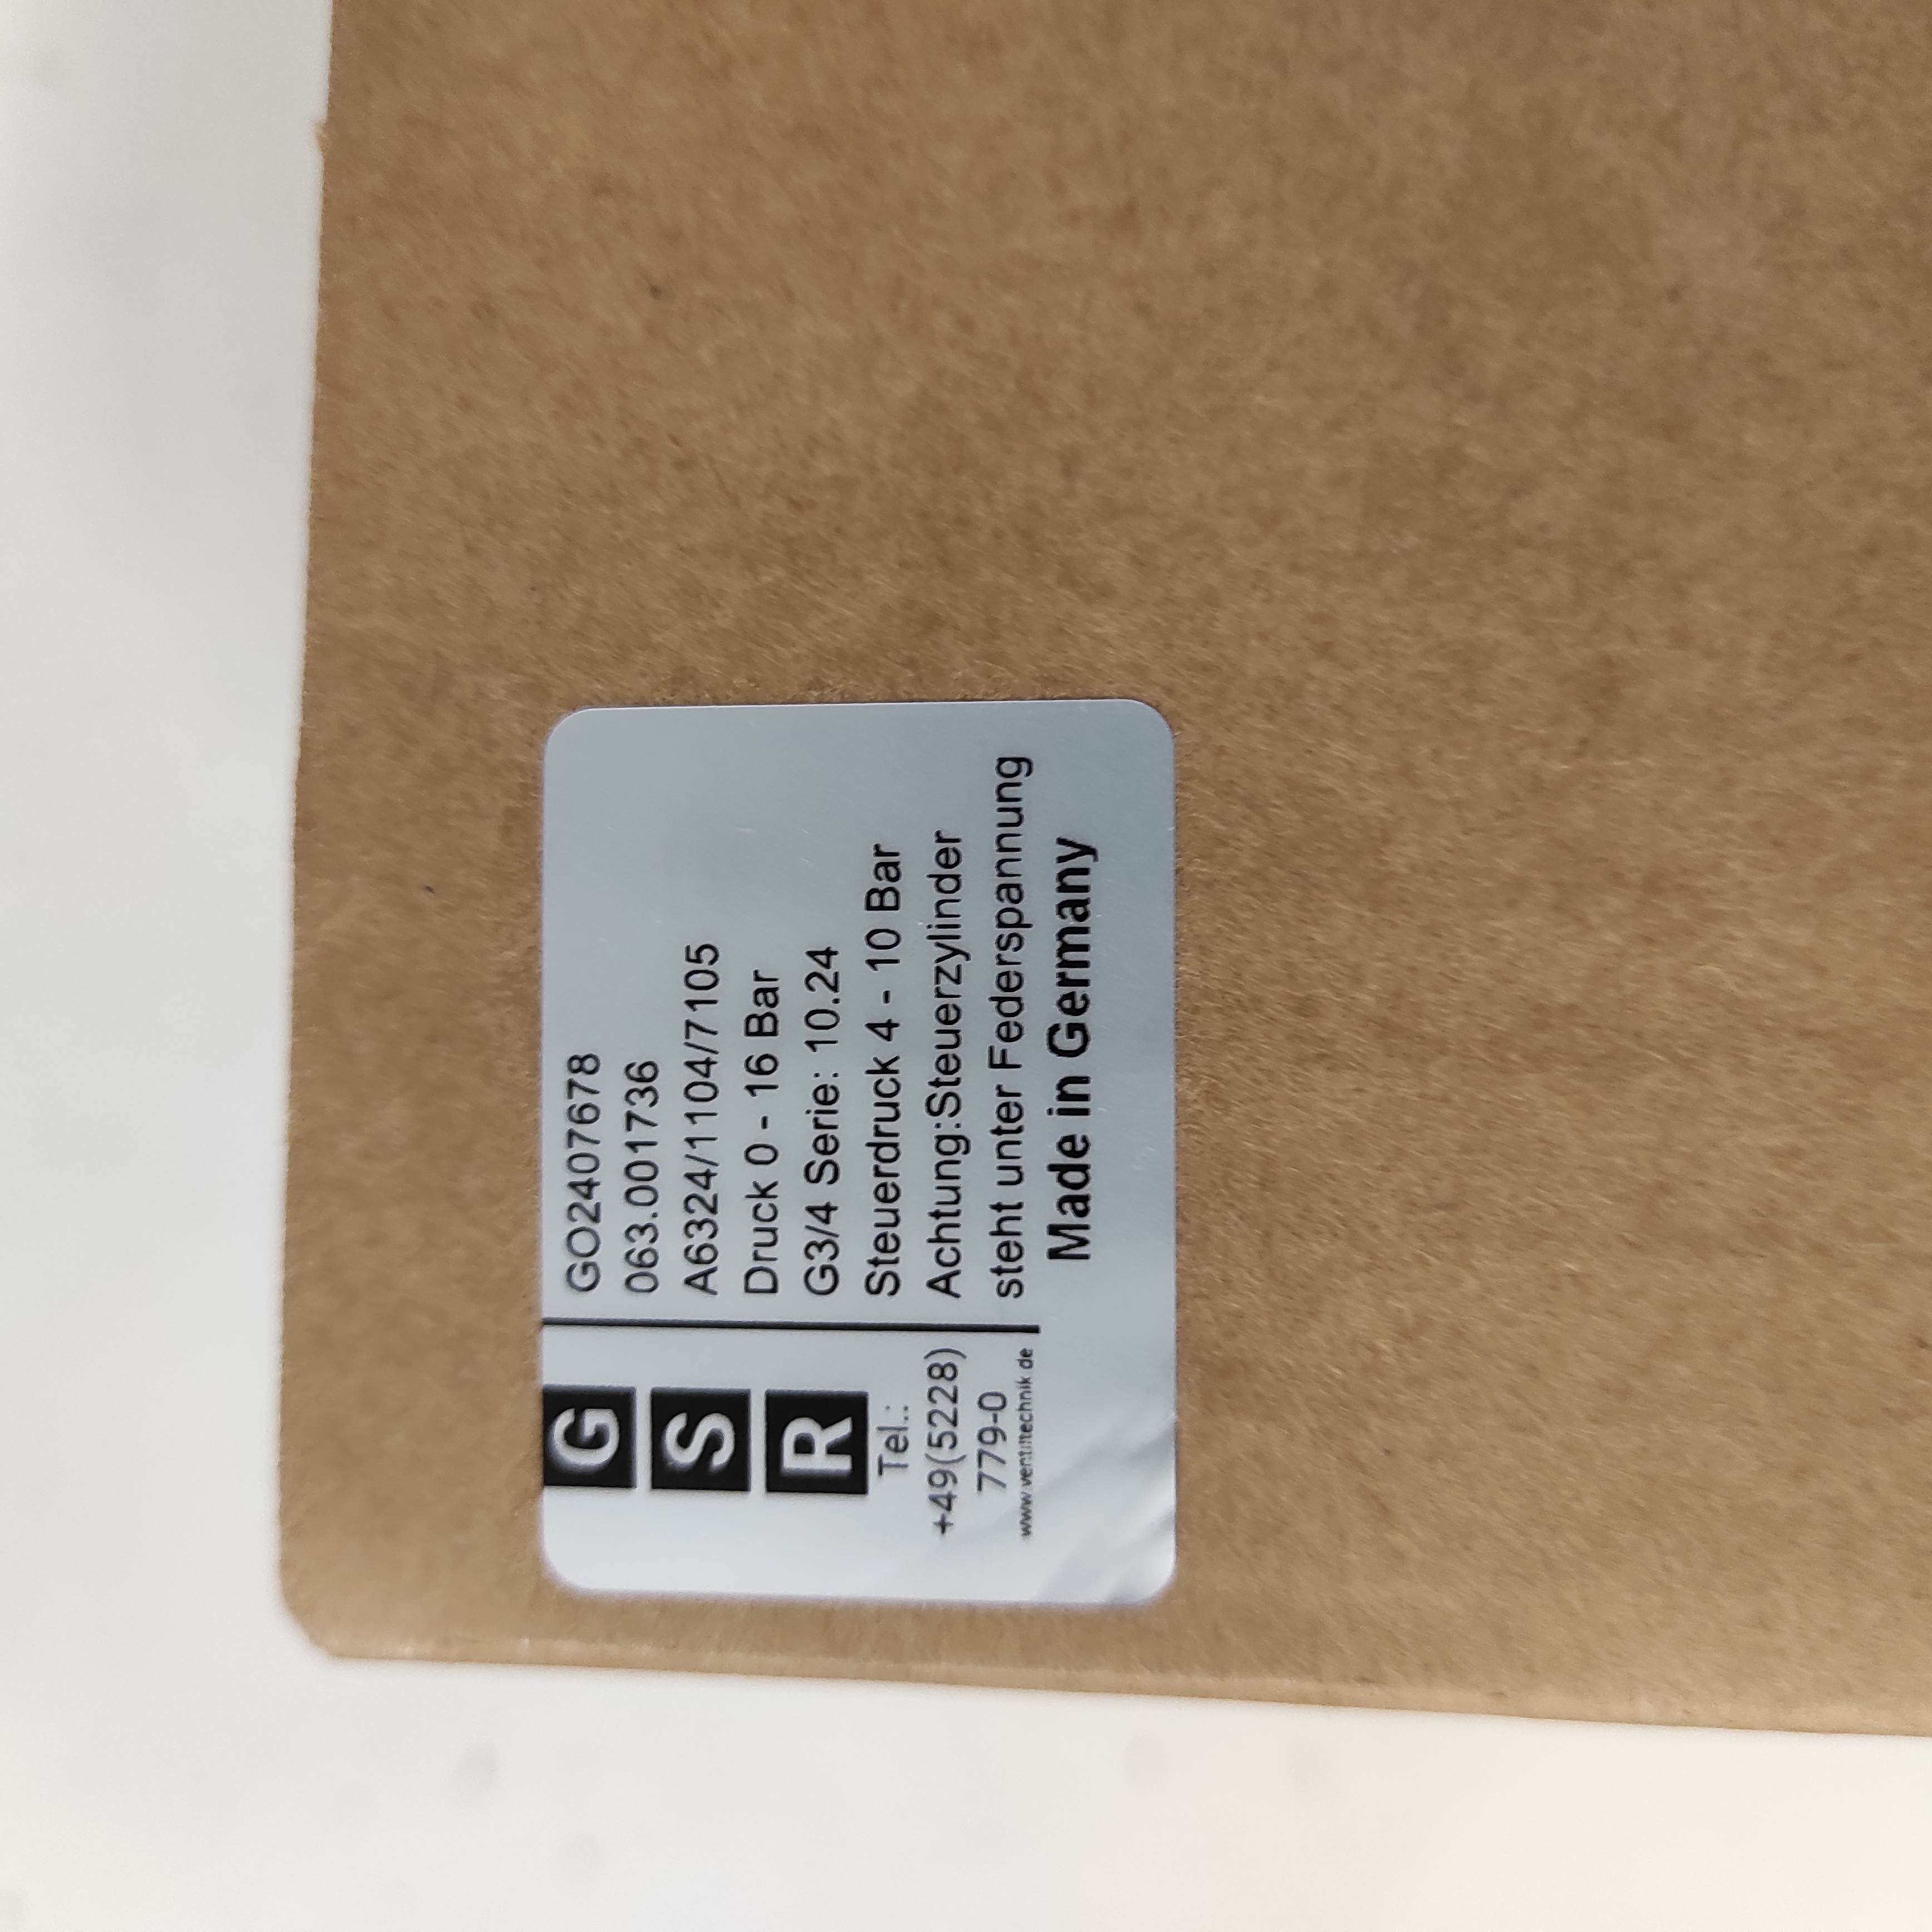 G
S
R
Tel.:
+49(5228)
779-0
www.ventiltechnik.de
GO2407678
063.001736
A6324/1104/7105
Druck 0 - 16 Bar
G3/4 Serie: 10.24
Steuerdruck 4 - 10 Bar
Achtung:Steuerzylinder
steht unter Federspannung
Made in Germany